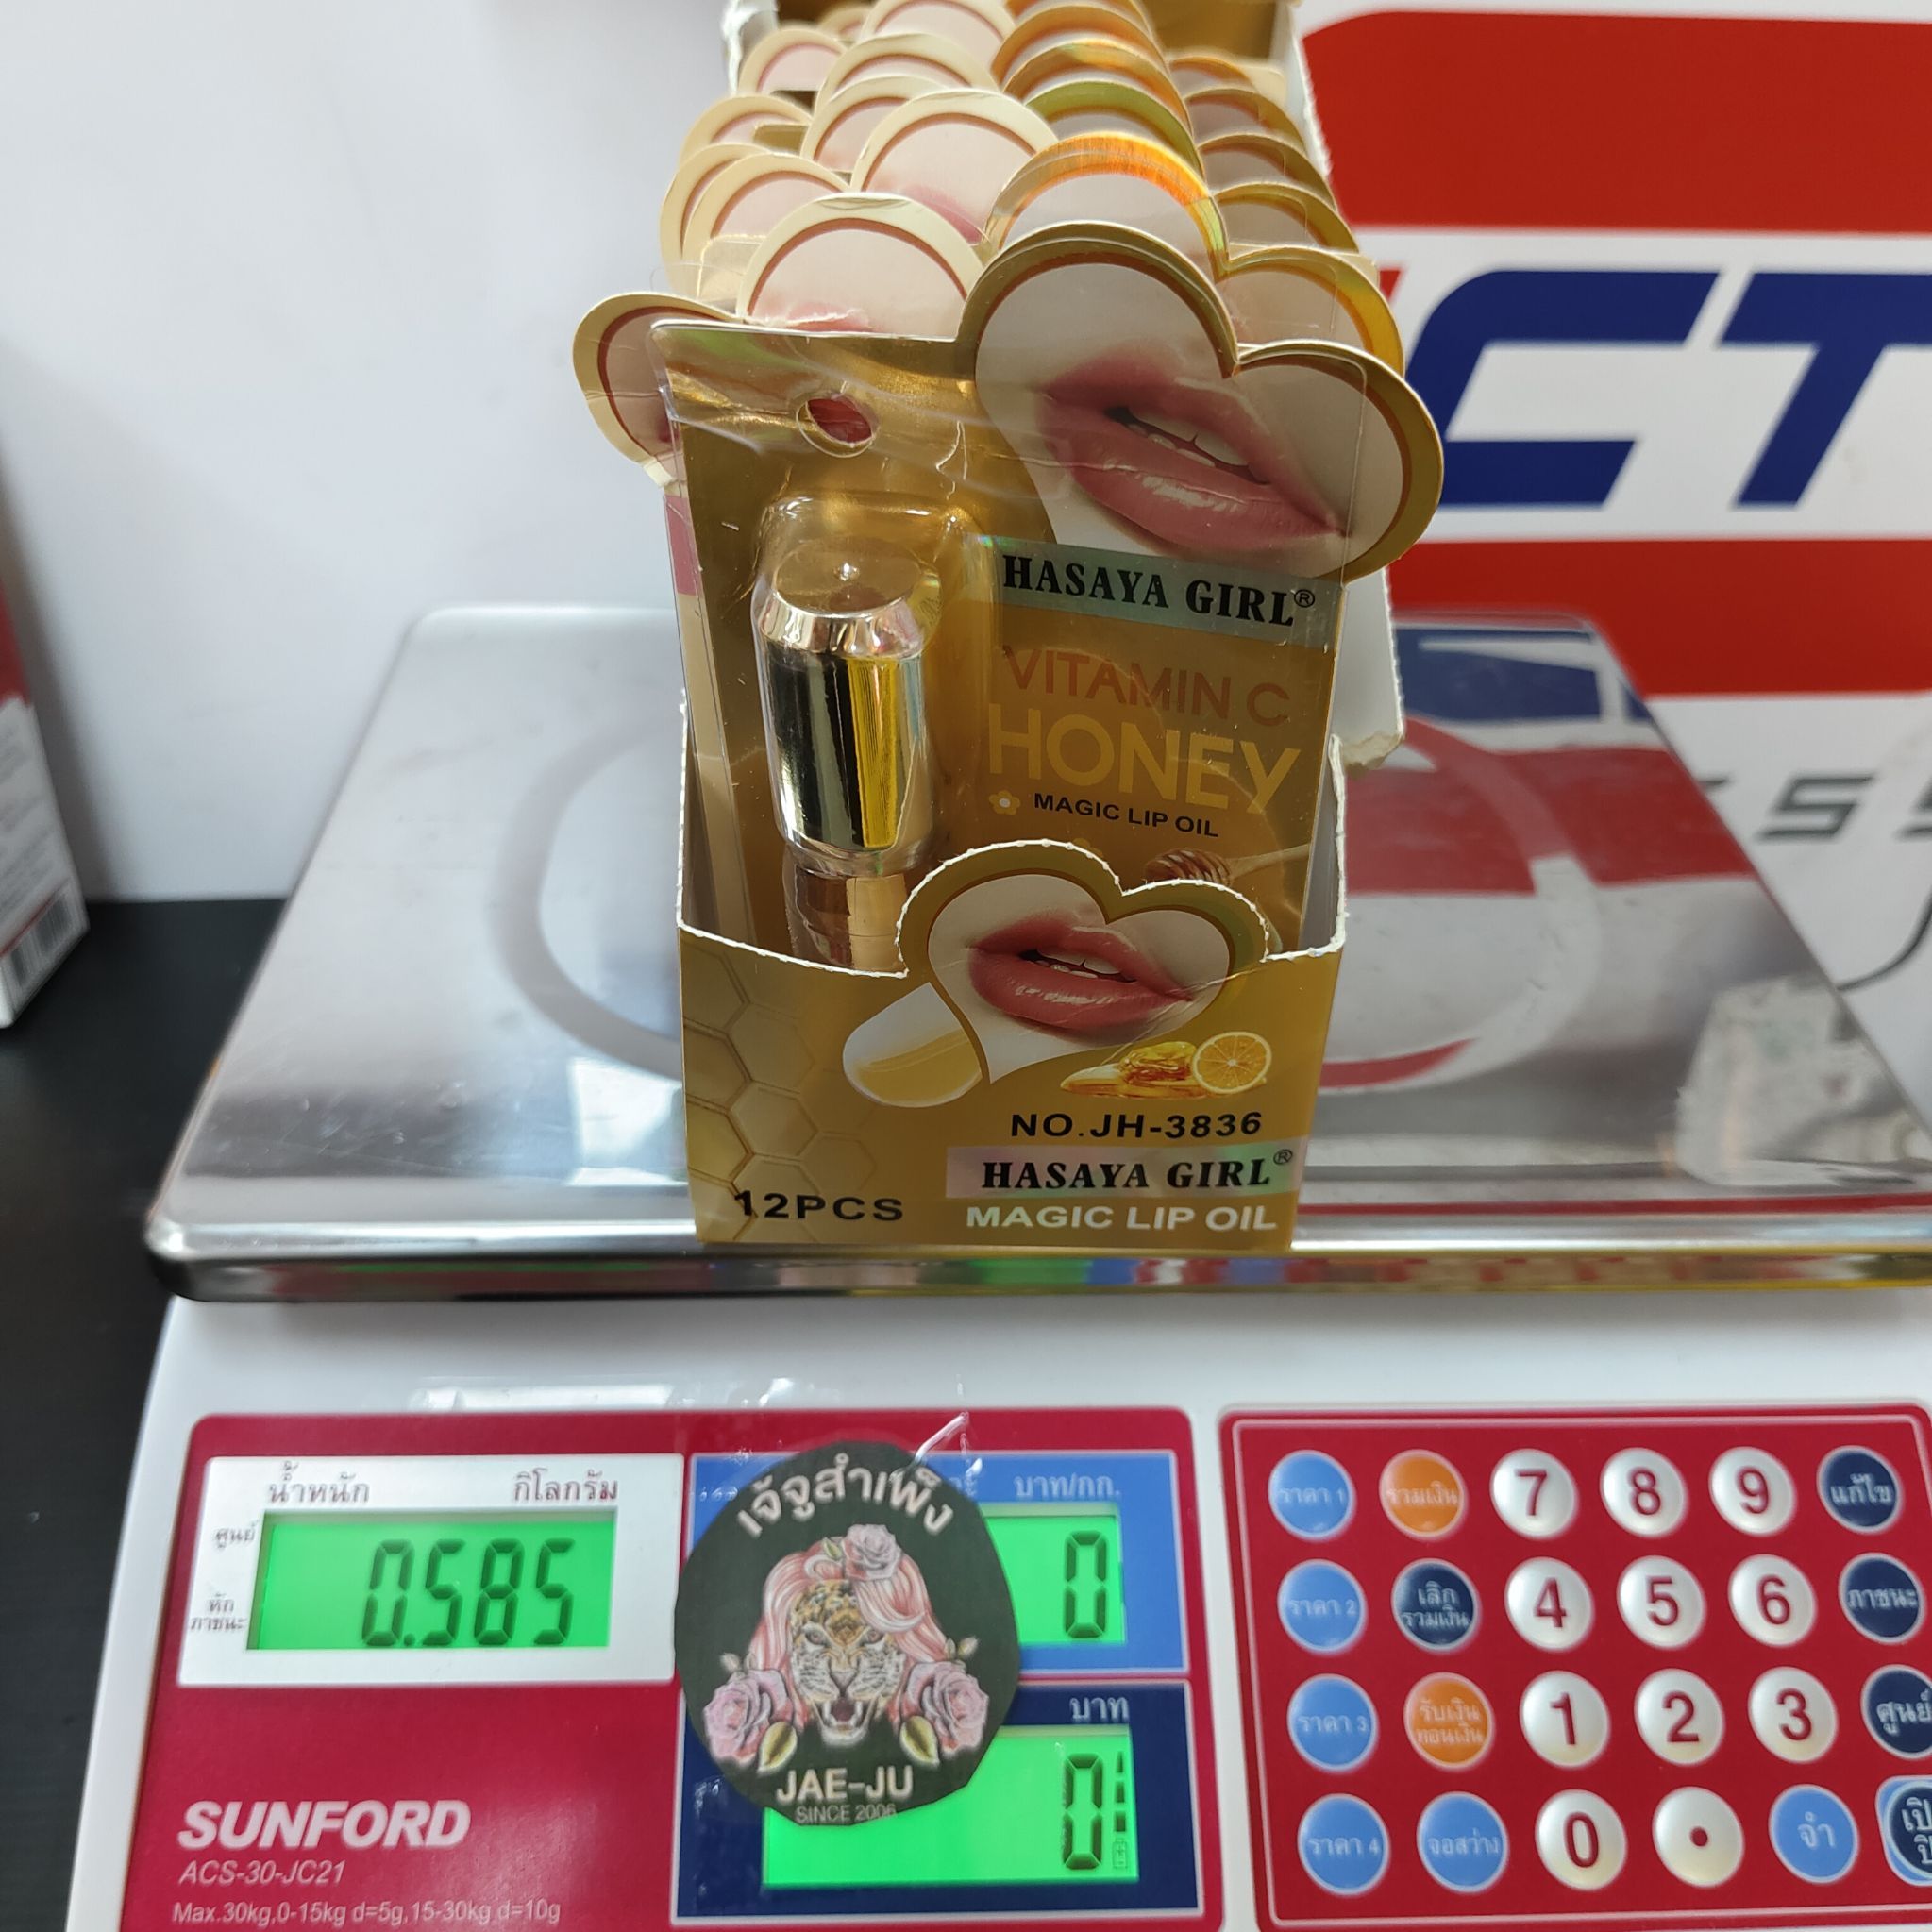 CT
SS
HASAYA GIRL®
VITAMIN C
HONEY
MAGIC LIP OIL
NO.JH-3836
HASAYA GIRL®
12PCS
MAGIC LIP OIL
น้ำหนัก กิโลกรัม
ศูนย์
0.585
หัก
ภาชนะ
บาท/กก.
0
บาท
0
เจ้จูสำเพ็ง
JAE-JU
SINCE 2006
SUNFORD
ACS-30-JC21
Max.30kg,0-15kg d=5g,15-30kg d=10g
ราคา 1 รวมเงิน 7 8 9 แก้ไข
ราคา 2 เลิก รวมเงิน 4 5 6 ภาชนะ
ราคา 3 รับเงิน ทอนเงิน 1 2 3 ศูนย์
ราคา 4 จอสว่าง 0 . จำ